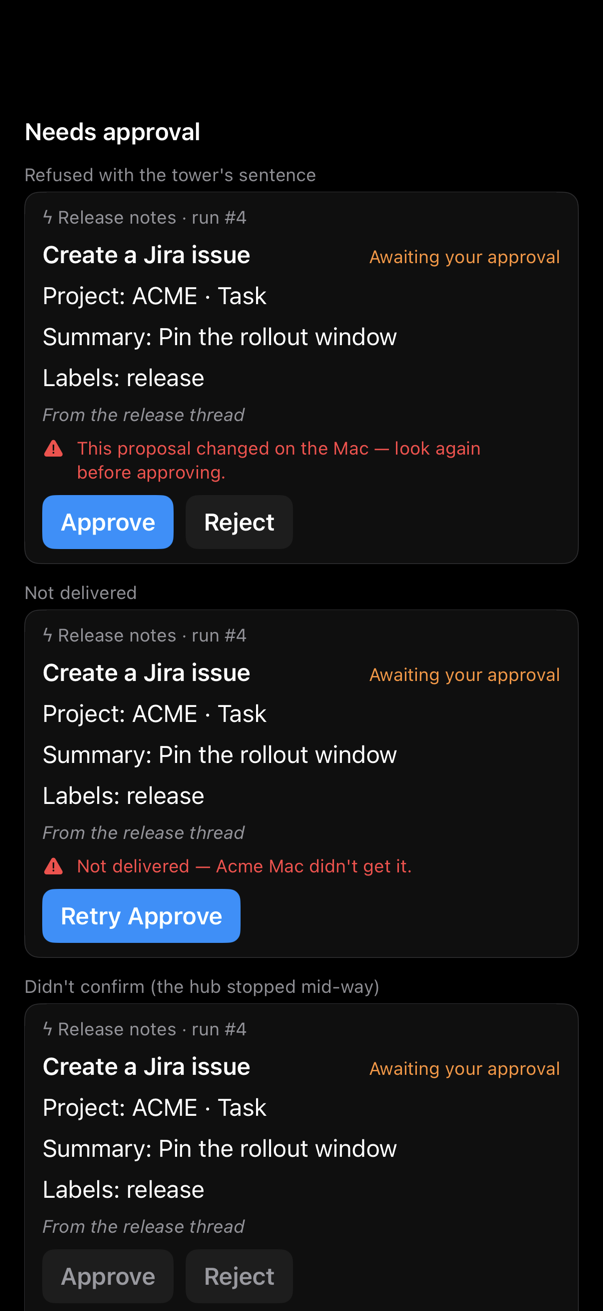 Needs approval
Refused with the tower's sentence
ϟ Release notes · run #4
Create a Jira issue
Awaiting your approval
Project: ACME · Task
Summary: Pin the rollout window
Labels: release
From the release thread
This proposal changed on the Mac — look again
before approving.
Approve
Reject
Not delivered
ϟ Release notes · run #4
Create a Jira issue
Awaiting your approval
Project: ACME · Task
Summary: Pin the rollout window
Labels: release
From the release thread
Not delivered — Acme Mac didn't get it.
Retry Approve
Didn't confirm (the hub stopped mid-way)
ϟ Release notes · run #4
Create a Jira issue
Awaiting your approval
Project: ACME · Task
Summary: Pin the rollout window
Labels: release
From the release thread
Approve
Reject